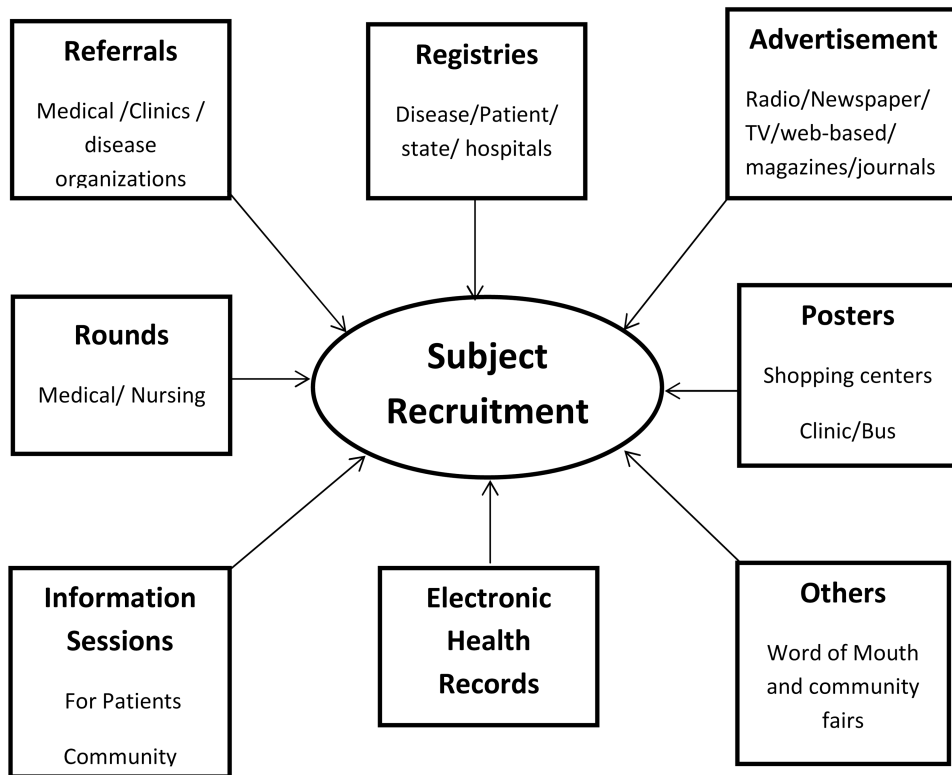 Referrals
Medical /Clinics /
disease
organizations
Registries
Disease/Patient/
state/ hospitals
Advertisement
Radio/Newspaper/
TV/web-based/
magazines/journals
Rounds
Medical/ Nursing
Subject
Recruitment
Posters
Shopping centers
Clinic/Bus
Information
Sessions
For Patients
Community
Electronic
Health
Records
Others
Word of Mouth
and community
fairs